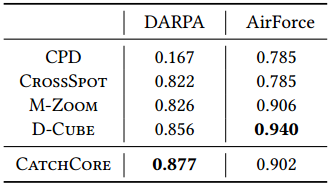 DARPA AirForce
CPD 0.167 0.785
CROSSSPOT 0.822 0.785
M-ZOOM 0.826 0.906
D-CUBE 0.856 0.940
CATCHCORE 0.877 0.902